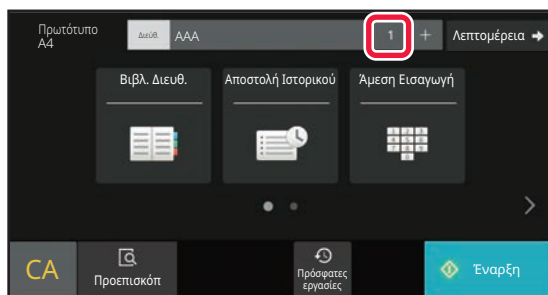 Πρωτότυπο
A4
Διεύθ. AAA 1 + Λεπτομέρεια
Βιβλ. Διευθ. Αποστολή Ιστορικού Άμεση Εισαγωγή
CA Προεπισκόπ Πρόσφατες εργασίες Έναρξη